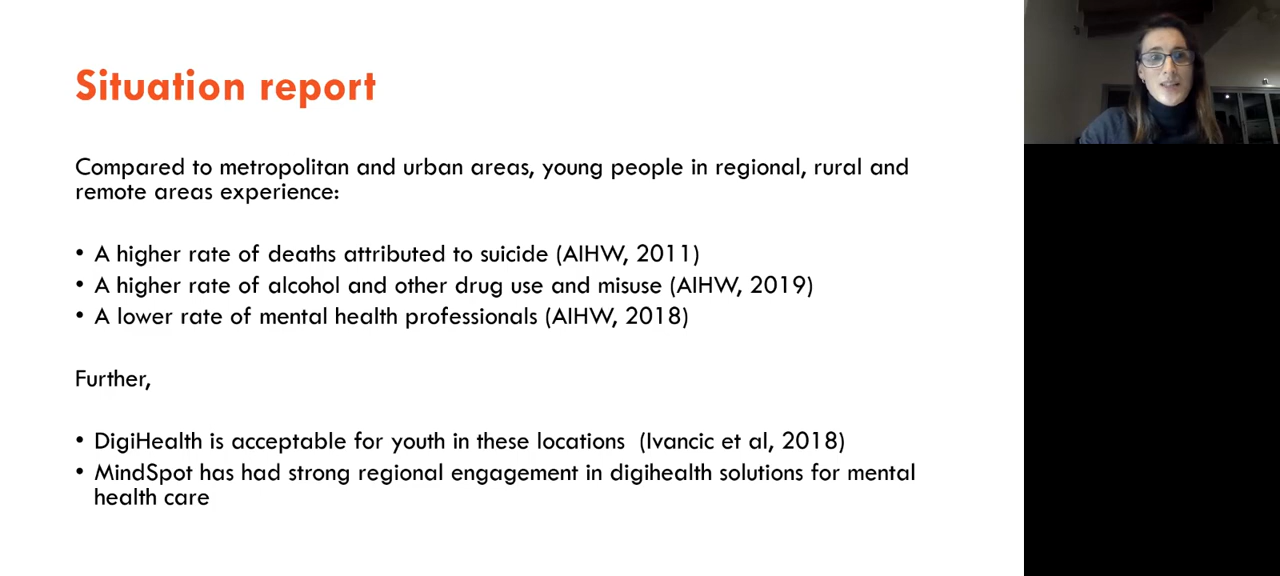 Situation report
Compared to metropolitan and urban areas, young people in regional, rural and
remote areas experience:
• A higher rate of deaths attributed to suicide (AIHW, 2011)
• A higher rate of alcohol and other drug use and misuse (AIHW, 2019)
• A lower rate of mental health professionals (AIHW, 2018)
Further,
• DigiHealth is acceptable for youth in these locations  (Ivancic et al, 2018)
• MindSpot has had strong regional engagement in digihealth solutions for mental
health care